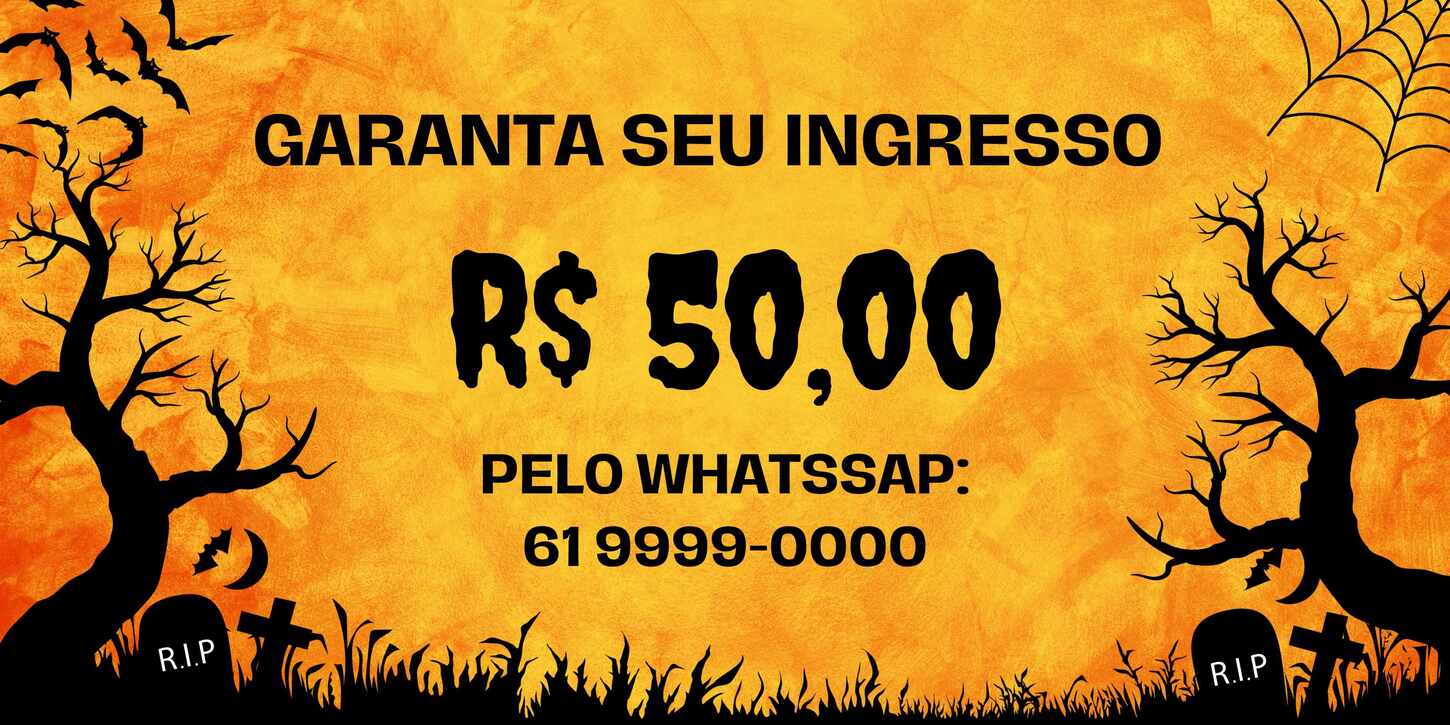 GARANTA SEU INGRESSO
R$ 50,00
PELO WHATSSAP:
61 9999-0000
R.I.P
R.I.P